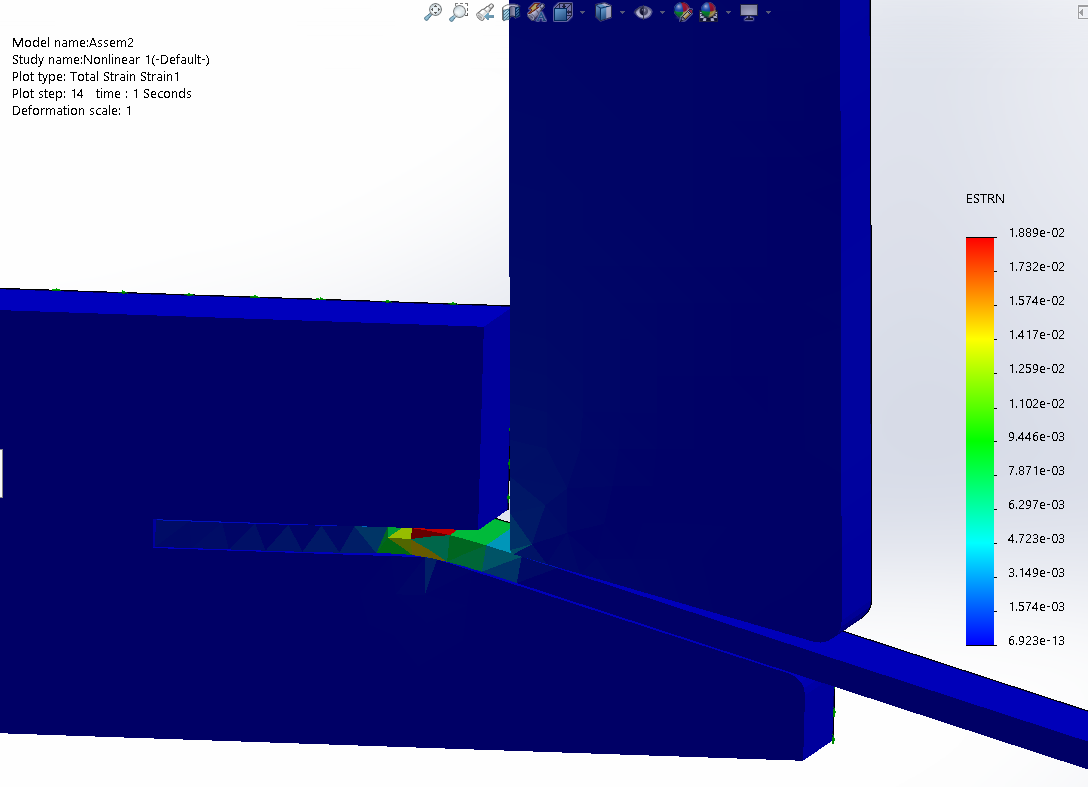 Model name:Assem2
Study name:Nonlinear 1(-Default-)
Plot type: Total Strain Strain1
Plot step: 14 time : 1 Seconds
Deformation scale: 1
ESTRN
1.889e-02
1.732e-02
1.574e-02
1.417e-02
1.259e-02
1.102e-02
9.446e-03
7.871e-03
6.297e-03
4.723e-03
3.149e-03
1.574e-03
6.923e-13